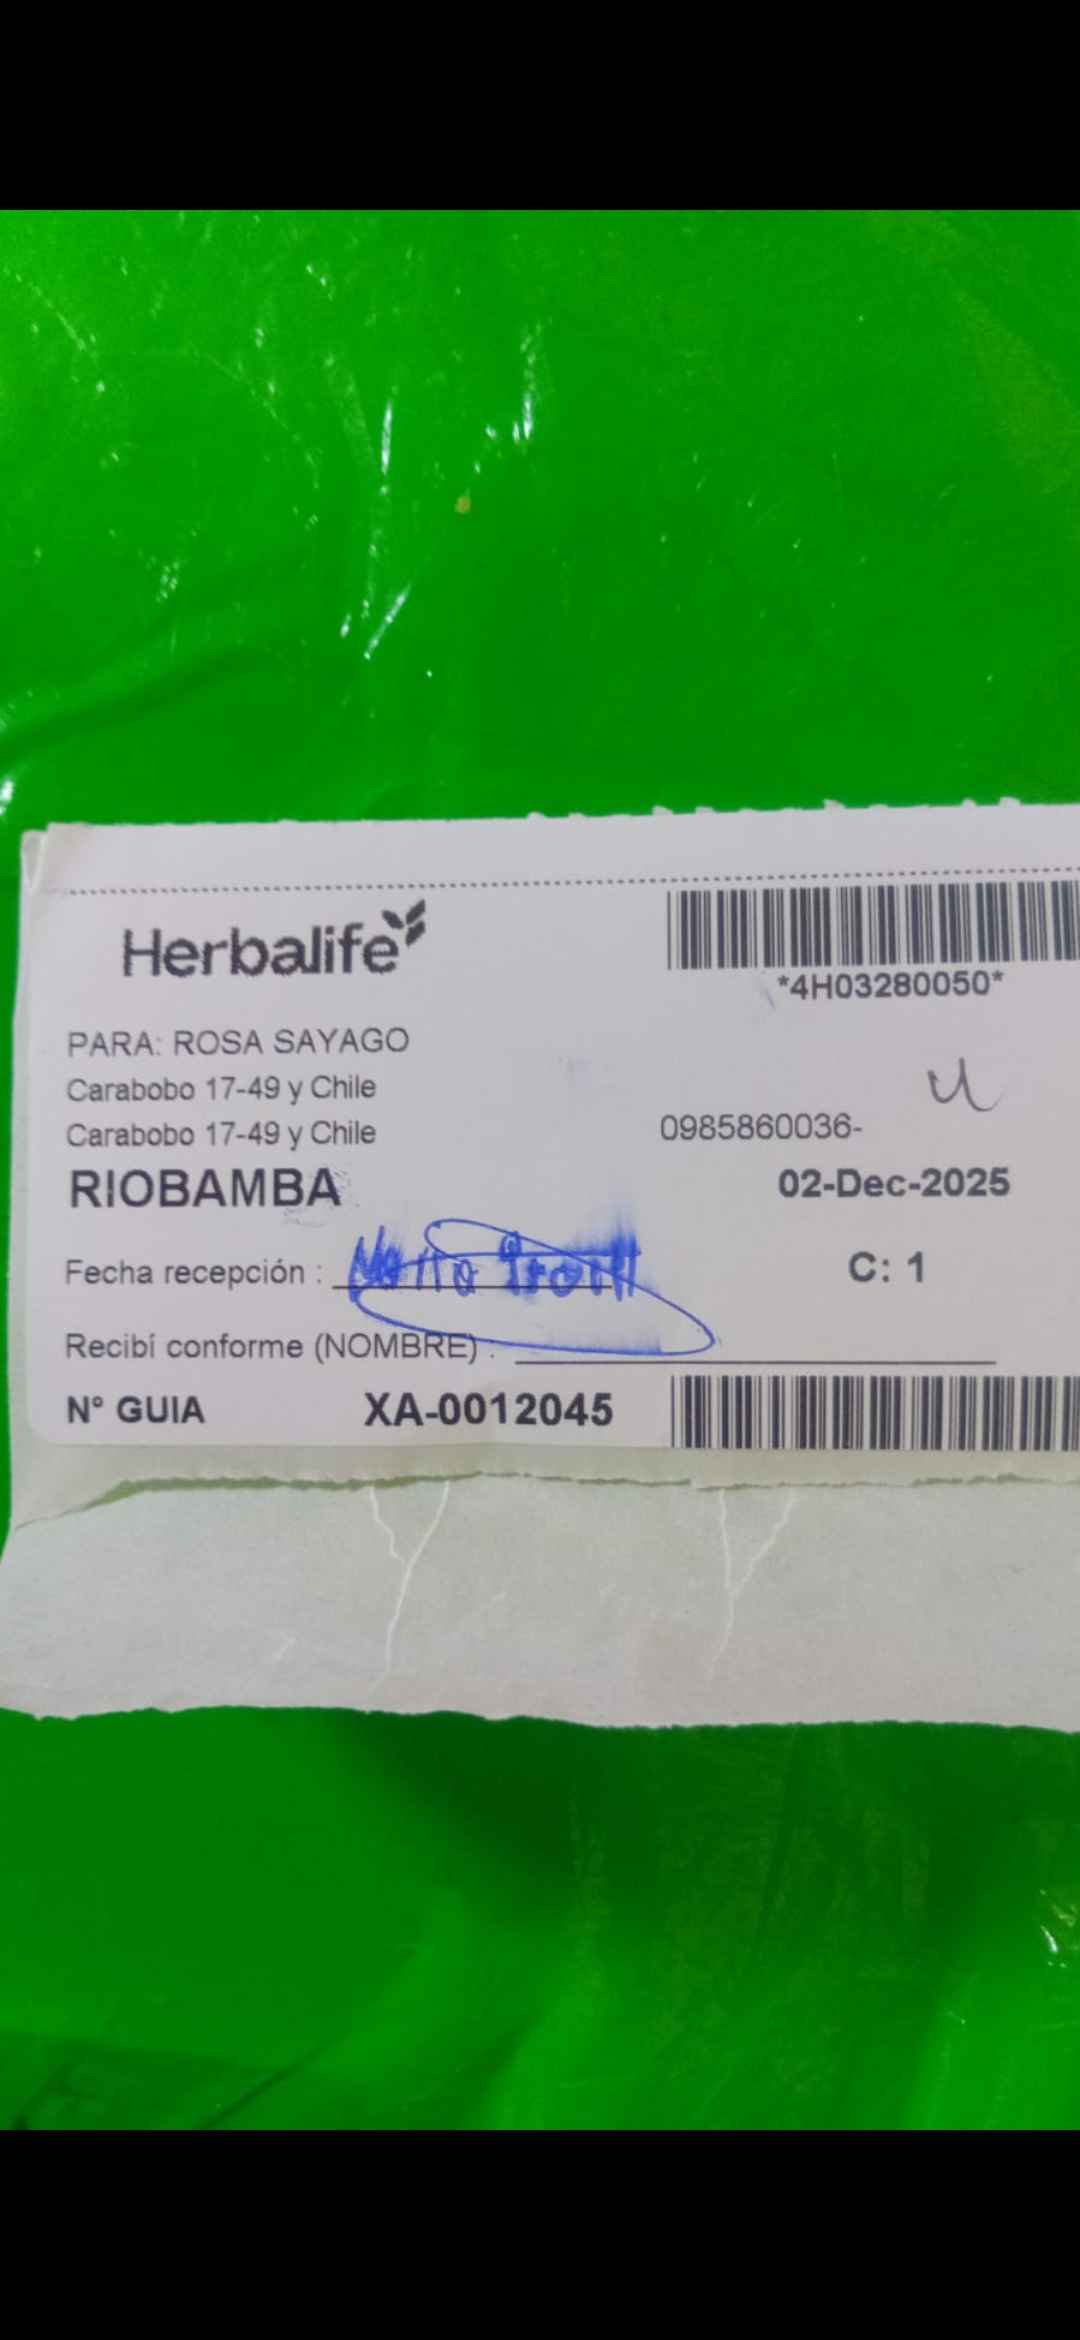 Herbalife
*4H03280050*
PARA: ROSA SAYAGO
Carabobo 17-49 y Chile
Carabobo 17-49 y Chile
0985860036-
RIOBAMBA
02-Dec-2025
Fecha recepción :
C: 1
Recibí conforme (NOMBRE) :
N° GUIA XA-0012045